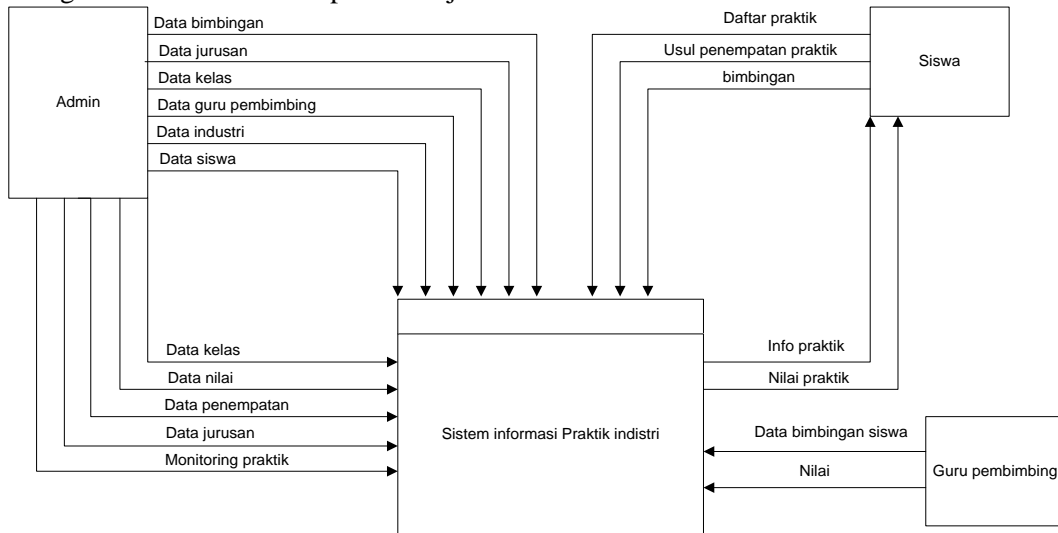 Data bimbingan
Data jurusan
Data kelas
Data guru pembimbing
Data industri
Data siswa
Admin
Daftar praktik
Usul penempatan praktik
bimbingan
Siswa
Data kelas
Data nilai
Data penempatan
Data jurusan
Monitoring praktik
Sistem informasi Praktik indistri
Info praktik
Nilai praktik
Data bimbingan siswa
Nilai
Guru pembimbing